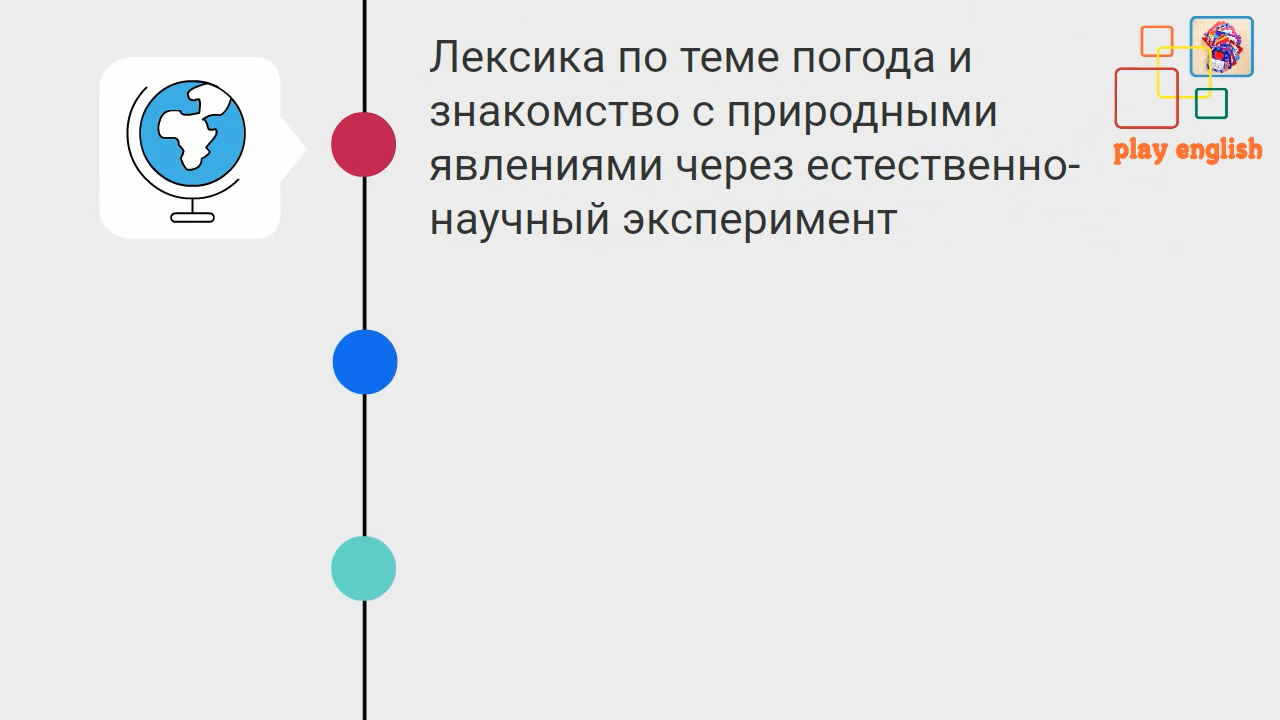 Лексика по теме погода и
знакомство с природными
явлениями через естественно-
научный эксперимент
play english